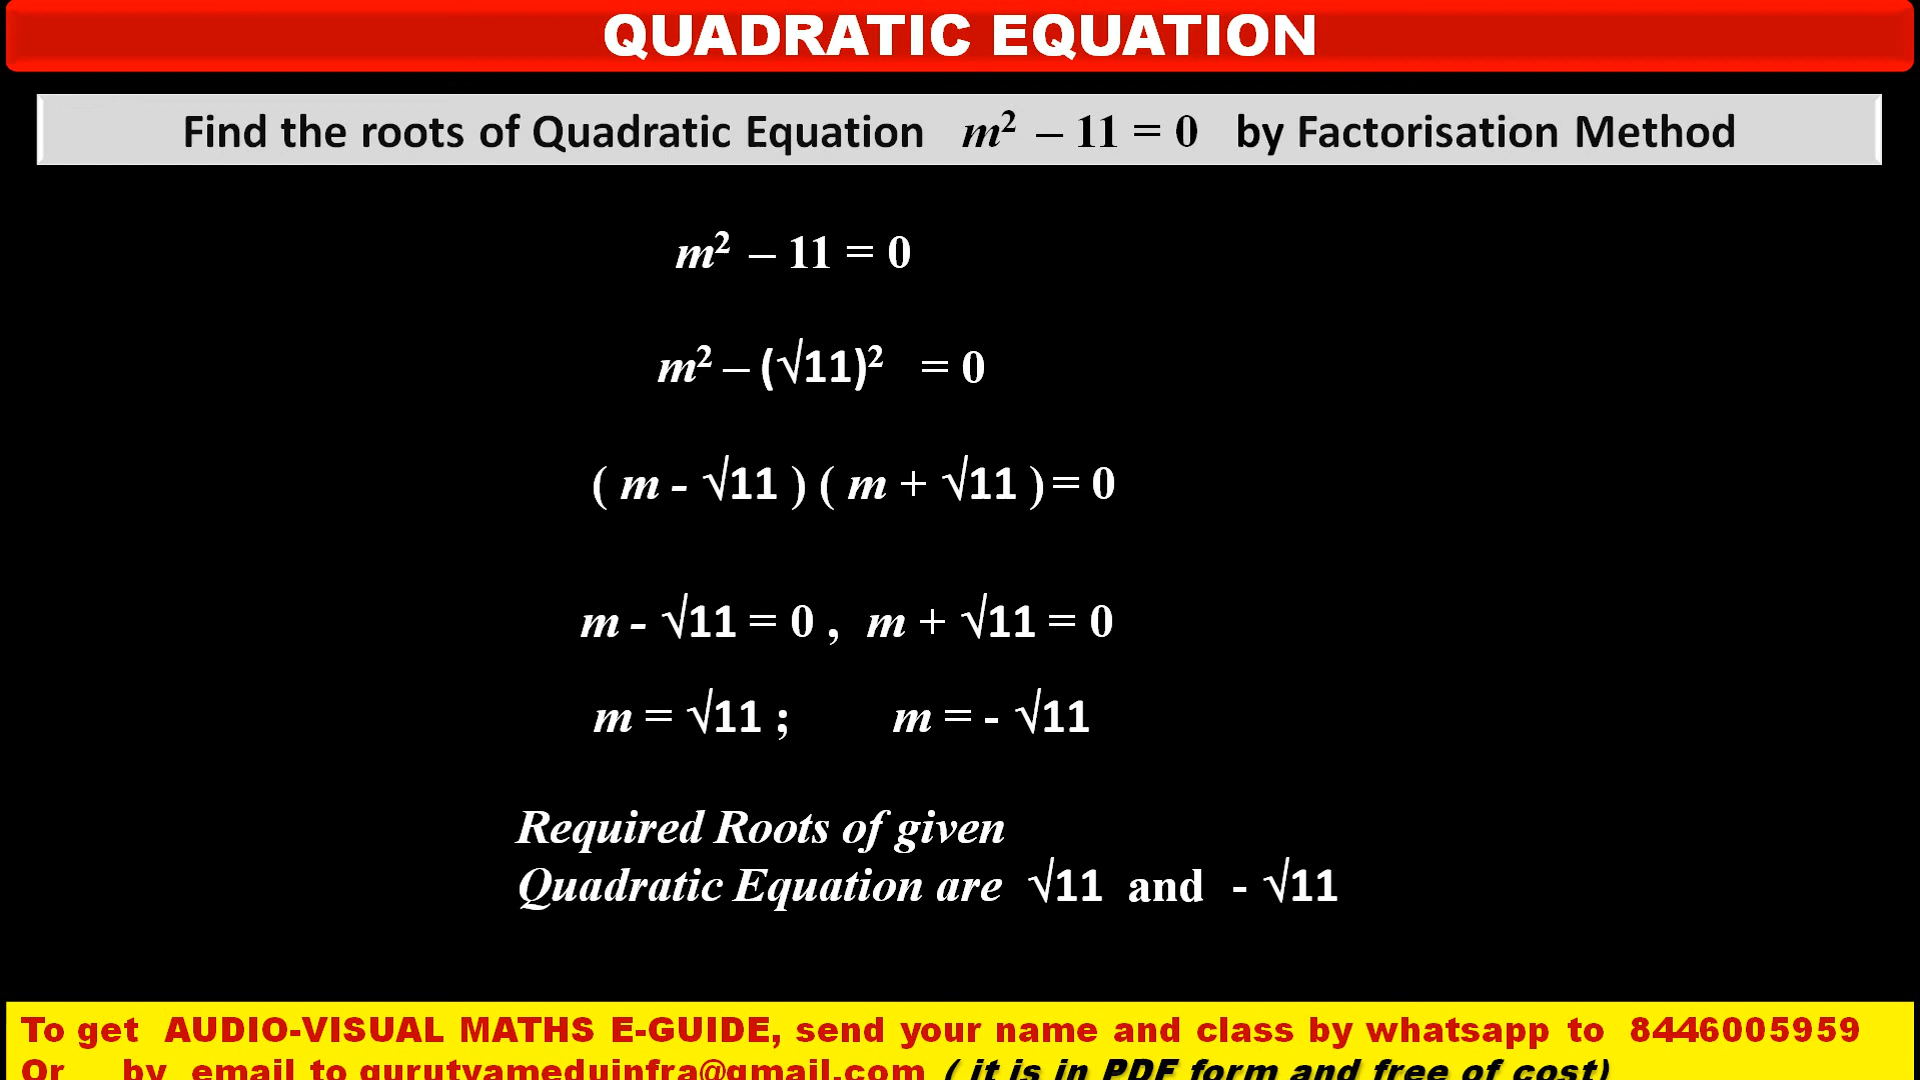 QUADRATIC EQUATION
Find the roots of Quadratic Equation m² – 11 = 0 by Factorisation Method
m² – 11 = 0
m² – (√11)² = 0
( m - √11 ) ( m + √11 ) = 0
m - √11 = 0 , m + √11 = 0
m = √11 ; m = - √11
Required Roots of given
Quadratic Equation are √11 and - √11
To get AUDIO-VISUAL MATHS E-GUIDE, send your name and class by whatsapp to 8446005959
Or by email to gurutvameduinfra@gmail.com ( it is in PDF form and free of cost)